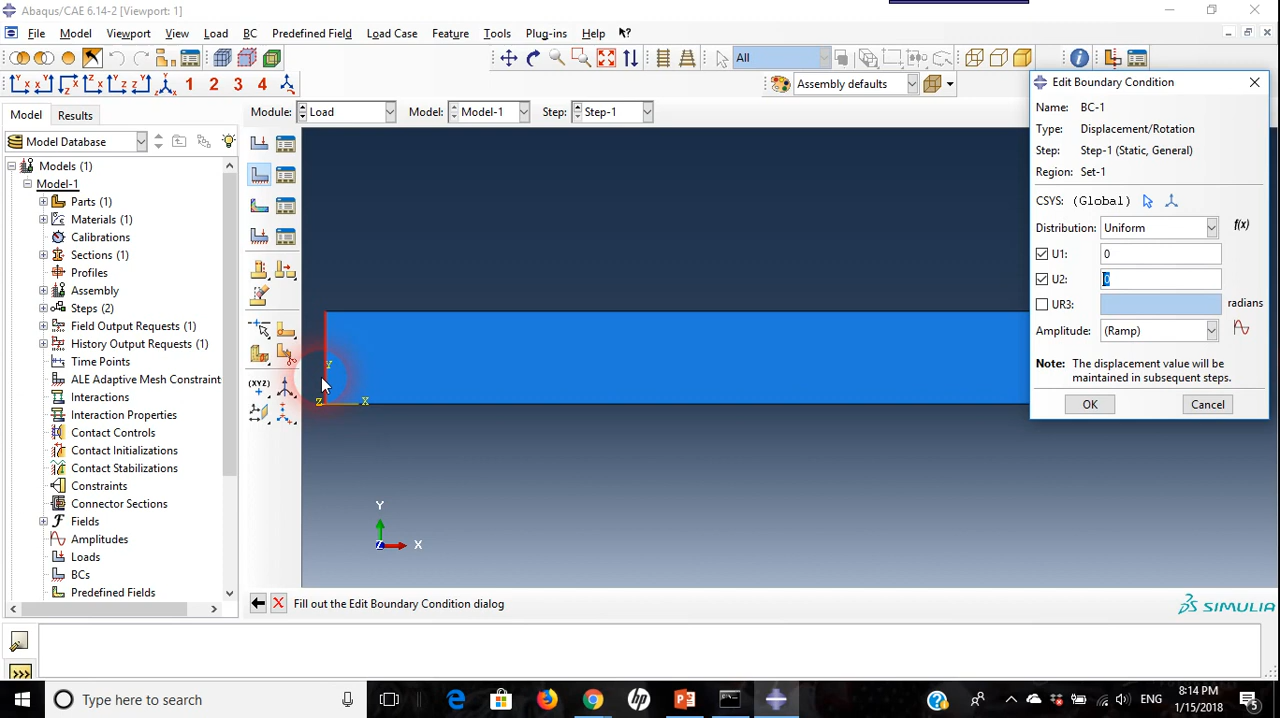 Abaqus/CAE 6.14-2 [Viewport: 1]
File Model Viewport View Load BC Predefined Field Load Case Feature Tools Plug-ins Help
All
1 2 3 4
Assembly defaults
Model Results
Module: Load Model: Model-1 Step: Step-1
Model Database
Models (1)
Model-1
Parts (1)
Materials (1)
Calibrations
Sections (1)
Profiles
Assembly
Steps (2)
Field Output Requests (1)
History Output Requests (1)
Time Points
ALE Adaptive Mesh Constraint
Interactions
Interaction Properties
Contact Controls
Contact Initializations
Contact Stabilizations
Constraints
Connector Sections
Fields
Amplitudes
Loads
BCs
Predefined Fields
(XYZ)
Y
Z X
Y
Z X
Edit Boundary Condition
Name: BC-1
Type: Displacement/Rotation
Step: Step-1 (Static, General)
Region: Set-1
CSYS: (Global)
Distribution: Uniform f(x)
U1: 0
U2: 0
UR3: radians
Amplitude: (Ramp)
Note: The displacement value will be
maintained in subsequent steps.
OK Cancel
Fill out the Edit Boundary Condition dialog
SIMULIA
>>>
Type here to search
ENG
8:14 PM
1/15/2018
5